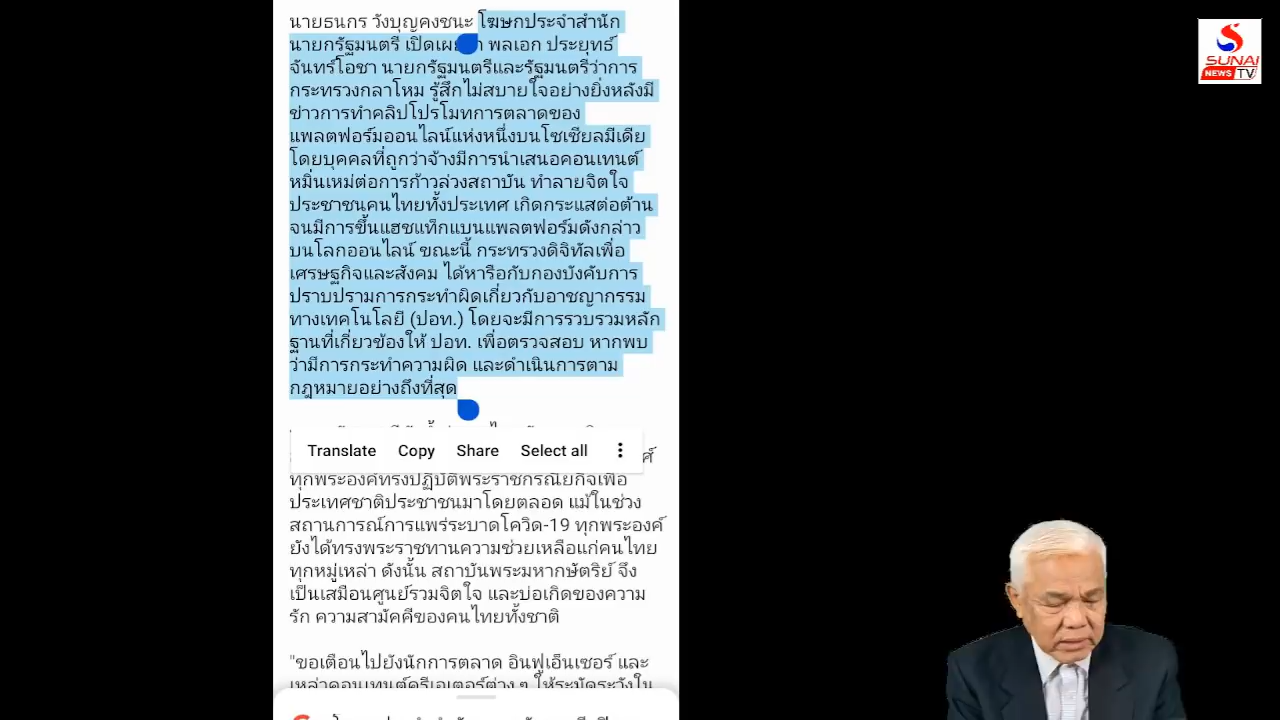 นายธนกร วังบุญคงชนะ โฆษกประจำสำนัก
นายกรัฐมนตรี เปิดเผย พลเอก ประยุทธ์
จันทร์โอชา นายกรัฐมนตรีและรัฐมนตรีว่าการ
กระทรวงกลาโหม รู้สึกไม่สบายใจอย่างยิ่งหลังมี
ข่าวการทำคลิปโปรโมทการตลาดของ
แพลตฟอร์มออนไลน์แห่งหนึ่งบนโซเชียลมีเดีย
โดยบุคคลที่ถูกว่าจ้างมีการนำเสนอคอนเทนต์
หมิ่นเหม่ต่อการก้าวล่วงสถาบัน ทำลายจิตใจ
ประชาชนคนไทยทั้งประเทศ เกิดกระแสต่อต้าน
จนมีการขึ้นแฮชแท็กแบนแพลตฟอร์มดังกล่าว
บนโลกออนไลน์ ขณะนี้ กระทรวงดิจิทัลเพื่อ
เศรษฐกิจและสังคม ได้หารือกับกองบังคับการ
ปราบปรามการกระทำผิดเกี่ยวกับอาชญากรรม
ทางเทคโนโลยี (ปอท.) โดยจะมีการรวบรวมหลัก
ฐานที่เกี่ยวข้องให้ ปอท. เพื่อตรวจสอบ หากพบ
ว่ามีการกระทำความผิด และดำเนินการตาม
กฎหมายอย่างถึงที่สุด
Translate Copy Share Select all
ทุกพระองค์ทรงปฏิบัติพระราชกรณียกิจเพื่อ
ประเทศชาติประชาชนมาโดยตลอด แม้ในช่วง
สถานการณ์การแพร่ระบาดโควิด-19 ทุกพระองค์
ยังได้ทรงพระราชทานความช่วยเหลือแก่คนไทย
ทุกหมู่เหล่า ดังนั้น สถาบันพระมหากษัตริย์ จึง
เป็นเสมือนศูนย์รวมจิตใจ และบ่อเกิดของความ
รัก ความสามัคคีของคนไทยทั้งชาติ
"ขอเตือนไปยังนักการตลาด อินฟูเอ็นเซอร์ และ
เหล่าคอนเทนต์ครีเอเตอร์ต่าง ๆ ให้ระมัดระวังใน
SUNAI
NEWS TV